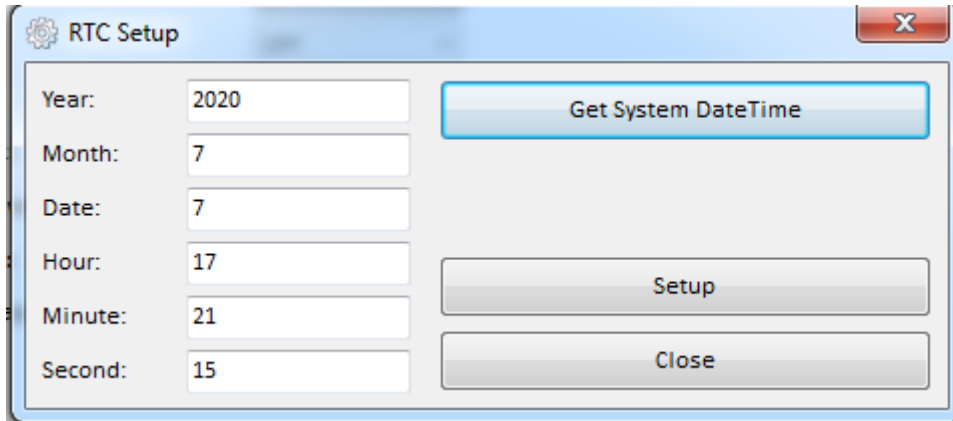 RTC Setup
Year: 2020
Get System DateTime
Month: 7
Date: 7
Hour: 17
Setup
Minute: 21
Close
Second: 15